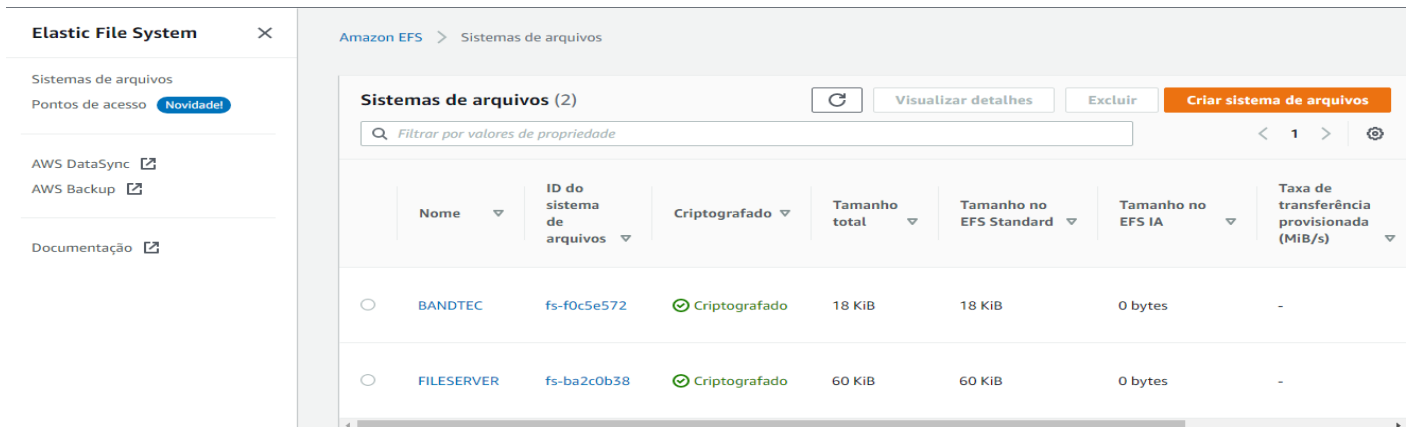 Elastic File System
Amazon EFS > Sistemas de arquivos
Sistemas de arquivos
Pontos de acesso Novidade!
AWS DataSync
AWS Backup
Documentação
Sistemas de arquivos (2)
Visualizar detalhes
Excluir
Criar sistema de arquivos
Filtrar por valores de propriedade
< 1 >
Nome
ID do
sistema
de
arquivos
Criptografado
Tamanho
total
Tamanho no
EFS Standard
Tamanho no
EFS IA
Taxa de
transferência
provisionada
(MiB/s)
BANDTEC fs-f0c5e572 Criptografado 18 KiB 18 KiB 0 bytes -
FILESERVER fs-ba2c0b38 Criptografado 60 KiB 60 KiB 0 bytes -